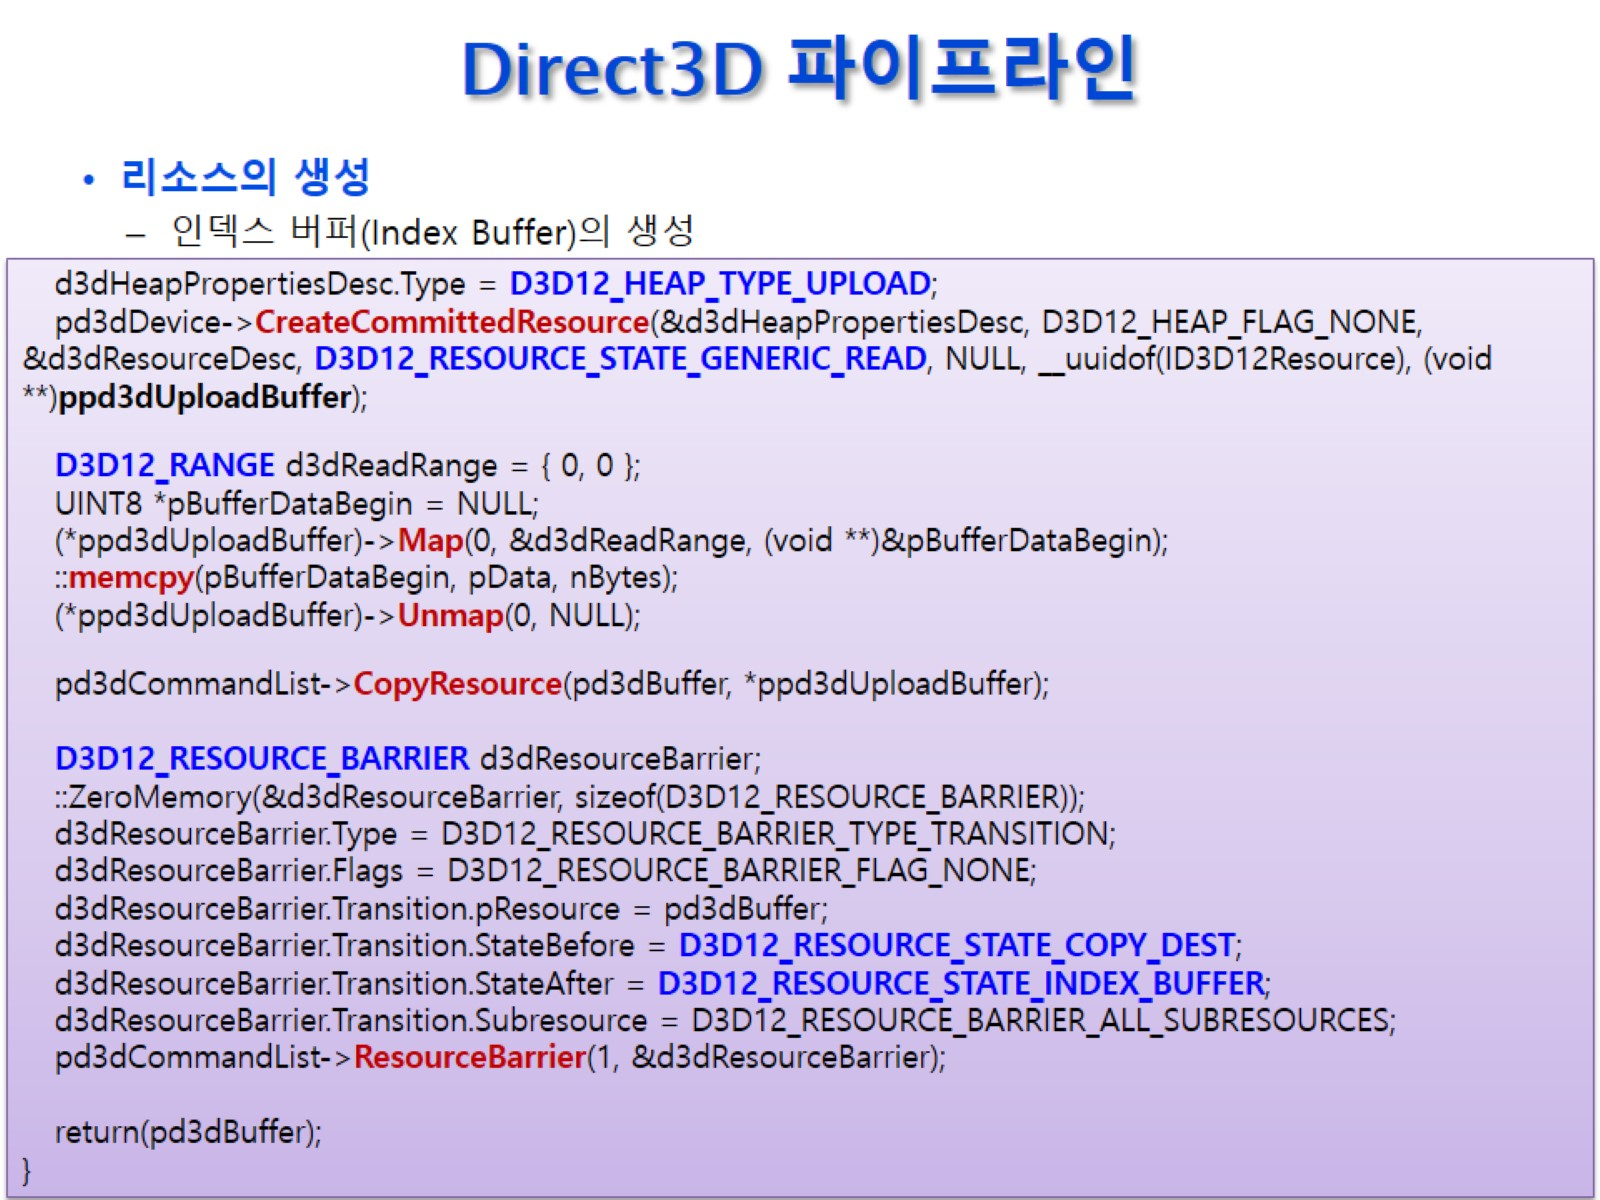 Direct3D 파이프라인
• 리소스의 생성
– 인덱스 버퍼(Index Buffer)의 생성
d3dHeapPropertiesDesc.Type = D3D12_HEAP_TYPE_UPLOAD;
pd3dDevice->CreateCommittedResource(&d3dHeapPropertiesDesc, D3D12_HEAP_FLAG_NONE,
&d3dResourceDesc, D3D12_RESOURCE_STATE_GENERIC_READ, NULL, __uuidof(ID3D12Resource), (void
**)ppd3dUploadBuffer);
D3D12_RANGE d3dReadRange = { 0, 0 };
UINT8 *pBufferDataBegin = NULL;
(*ppd3dUploadBuffer)->Map(0, &d3dReadRange, (void **)&pBufferDataBegin);
::memcpy(pBufferDataBegin, pData, nBytes);
(*ppd3dUploadBuffer)->Unmap(0, NULL);
pd3dCommandList->CopyResource(pd3dBuffer, *ppd3dUploadBuffer);
D3D12_RESOURCE_BARRIER d3dResourceBarrier;
::ZeroMemory(&d3dResourceBarrier, sizeof(D3D12_RESOURCE_BARRIER));
d3dResourceBarrier.Type = D3D12_RESOURCE_BARRIER_TYPE_TRANSITION;
d3dResourceBarrier.Flags = D3D12_RESOURCE_BARRIER_FLAG_NONE;
d3dResourceBarrier.Transition.pResource = pd3dBuffer;
d3dResourceBarrier.Transition.StateBefore = D3D12_RESOURCE_STATE_COPY_DEST;
d3dResourceBarrier.Transition.StateAfter = D3D12_RESOURCE_STATE_INDEX_BUFFER;
d3dResourceBarrier.Transition.Subresource = D3D12_RESOURCE_BARRIER_ALL_SUBRESOURCES;
pd3dCommandList->ResourceBarrier(1, &d3dResourceBarrier);
return(pd3dBuffer);
}